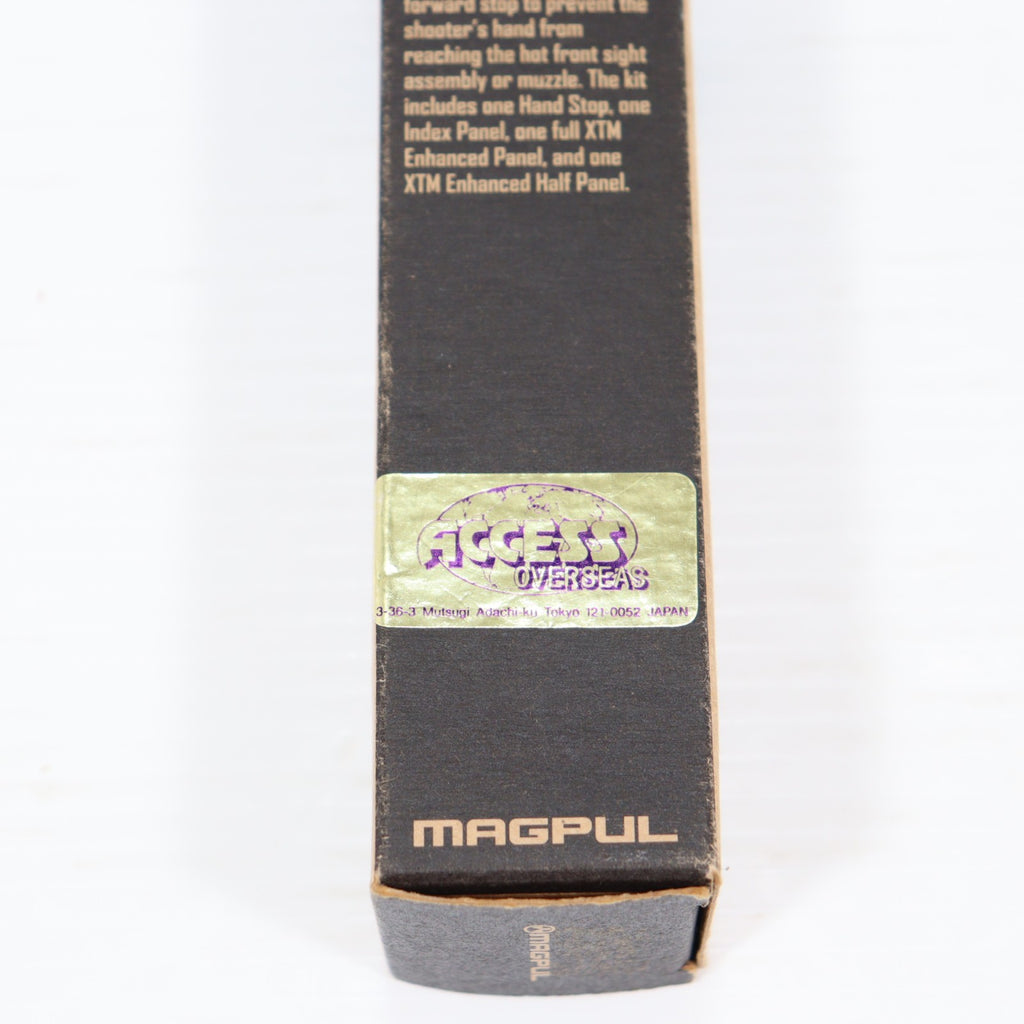 forward stop to prevent the
shooter's hand from
reaching the hot front sight
assembly or muzzle. The kit
includes one Hand Stop, one
Index Panel, one full XTM
Enhanced Panel, and one
XTM Enhanced Half Panel.
ACCESS
OVERSEAS
3-36-3 Mutsugi Adachi-ku Tokyo 121-0052 JAPAN
MAGPUL
MAGPUL